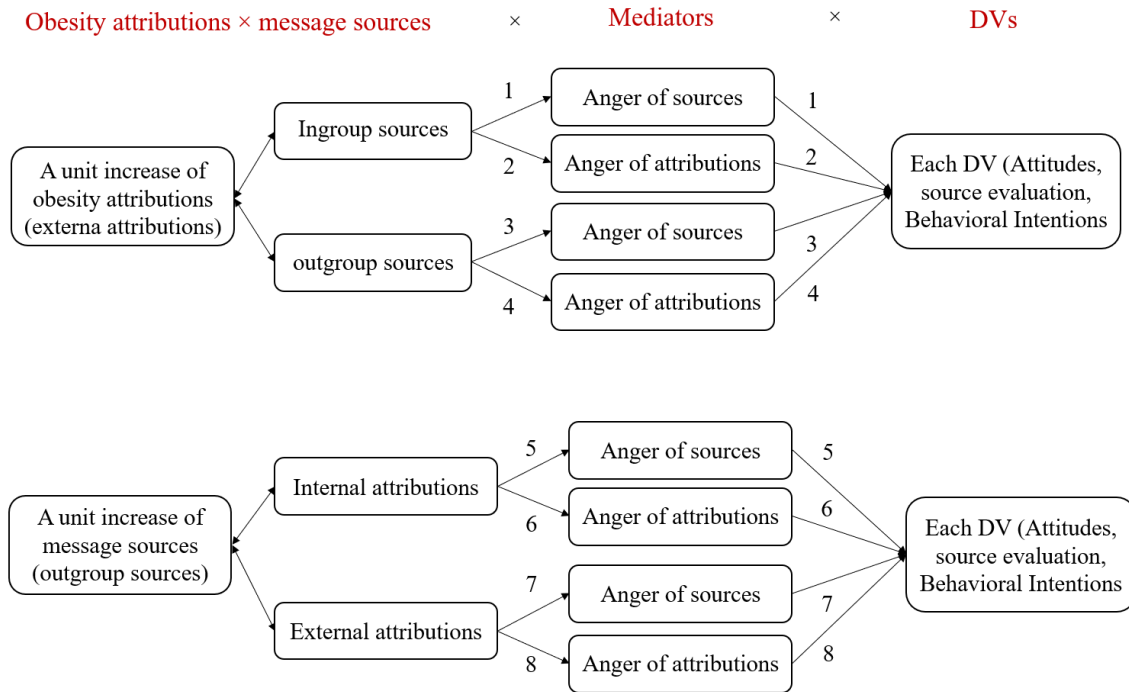 Obesity attributions × message sources × Mediators × DVs
1
Anger of sources
1
Ingroup sources
2
Anger of attributions
2
A unit increase of
obesity attributions
(externa attributions)
Each DV (Attitudes,
source evaluation,
Behavioral Intentions
3
Anger of sources
3
outgroup sources
4
Anger of attributions
4
5
Anger of sources
5
Internal attributions
6
Anger of attributions
6
A unit increase of
message sources
(outgroup sources)
Each DV (Attitudes,
source evaluation,
Behavioral Intentions
7
Anger of sources
7
External attributions
8
Anger of attributions
8